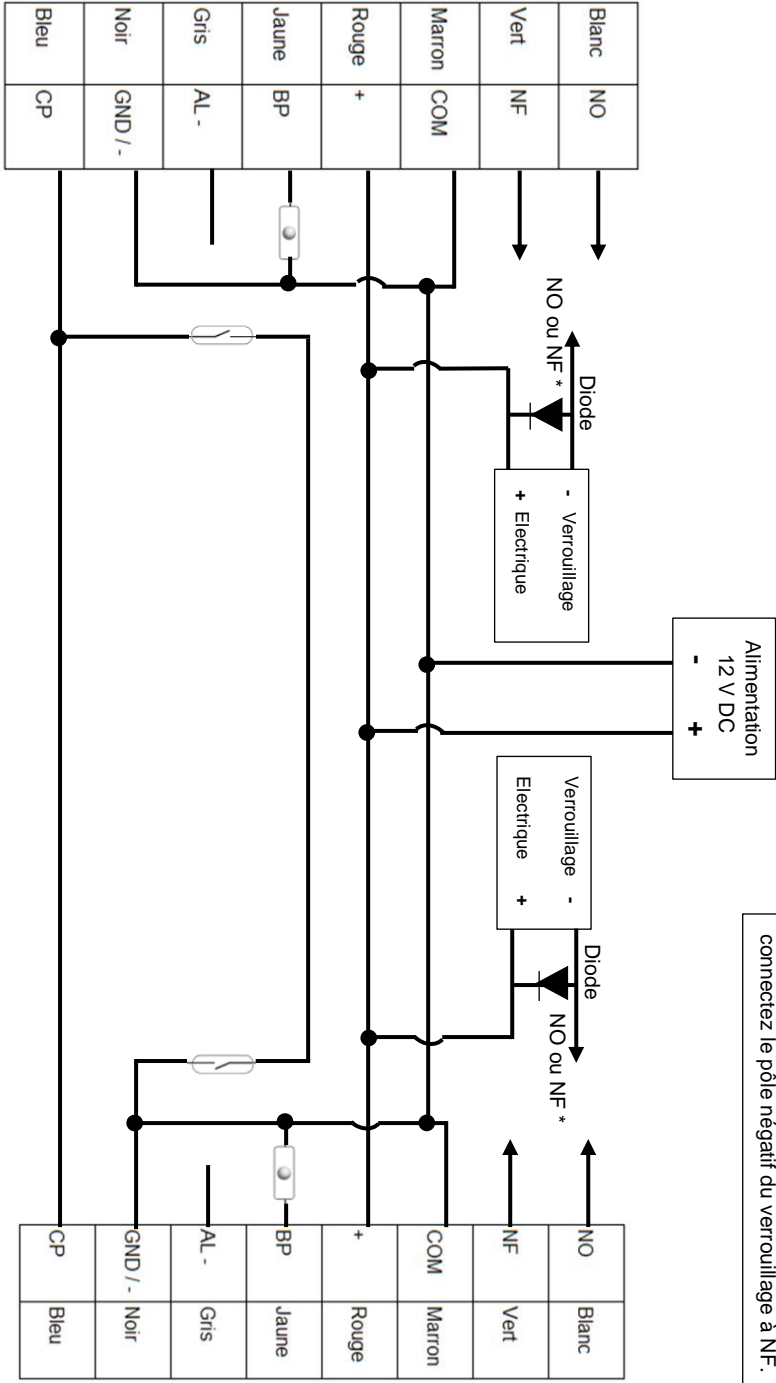 connectez le pôle négatif du verrouillage à NF.
Alimentation
12 V DC
- +
Blanc NO
Vert NF
Marron COM
Rouge +
Jaune BP
Gris AL -
Noir GND / -
Bleu CP
Diode
NO ou NF *
- Verrouillage
+ Electrique
Verrouillage -
Electrique +
Diode
NO ou NF *
NO Blanc
NF Vert
COM Marron
+ Rouge
BP Jaune
AL - Gris
GND / - Noir
CP Bleu